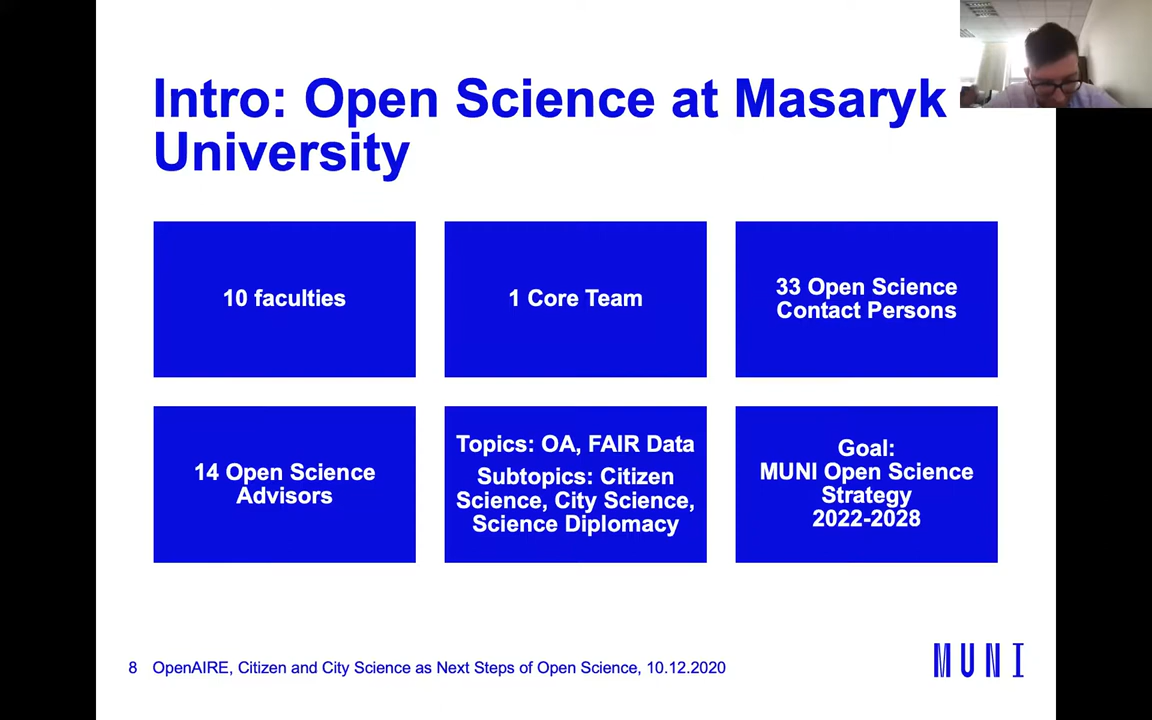 Intro: Open Science at Masaryk
University
10 faculties
1 Core Team
33 Open Science
Contact Persons
14 Open Science
Advisors
Topics: OA, FAIR Data
Subtopics: Citizen
Science, City Science,
Science Diplomacy
Goal:
MUNI Open Science
Strategy
2022-2028
8 OpenAIRE, Citizen and City Science as Next Steps of Open Science, 10.12.2020
MUNI